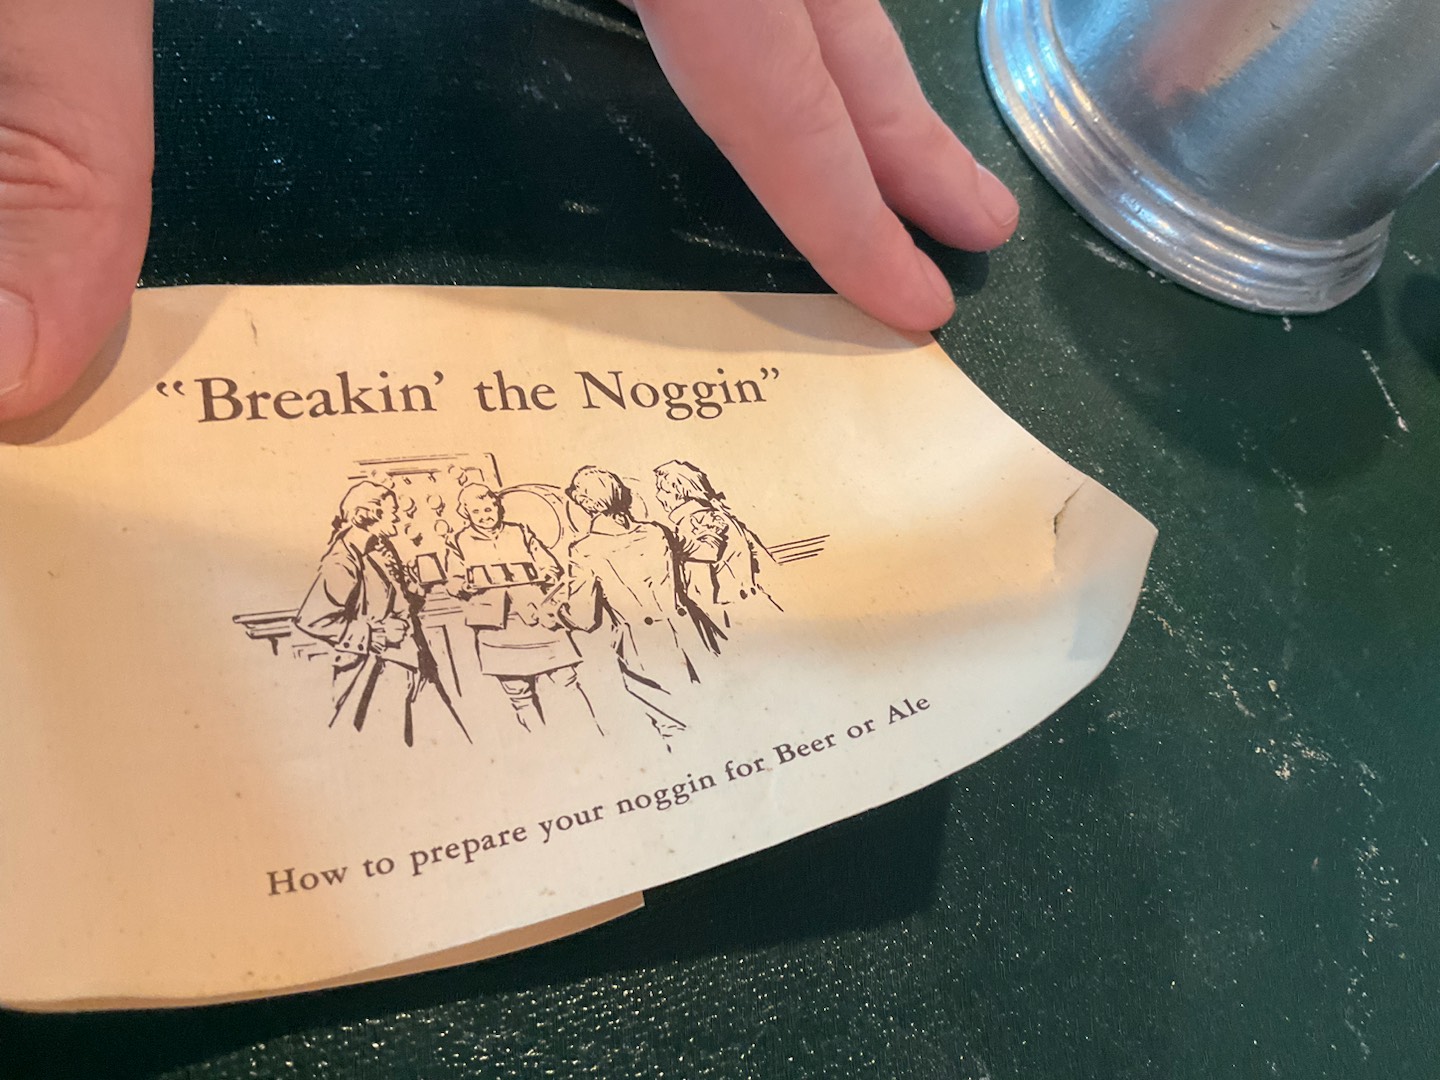 “Breakin’ the Noggin”
How to prepare your noggin for Beer or Ale